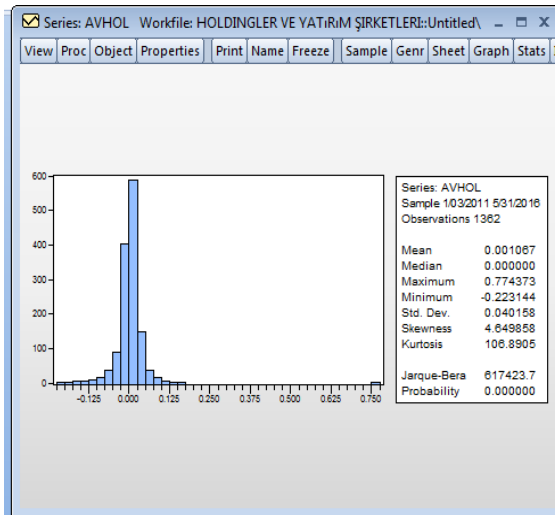 Series: AVHOL Workfile: HOLDINGLER VE YATıRıM ŞIRKETLERI::Untitled\
View Proc Object Properties Print Name Freeze Sample Genr Sheet Graph Stats
600
500
400
300
200
100
0
-0.125 0.000 0.125 0.250 0.375 0.500 0.625 0.750
Series: AVHOL
Sample 1/03/2011 5/31/2016
Observations 1362
Mean 0.001067
Median 0.000000
Maximum 0.774373
Minimum -0.223144
Std. Dev. 0.040158
Skewness 4.649858
Kurtosis 106.8905
Jarque-Bera 617423.7
Probability 0.000000